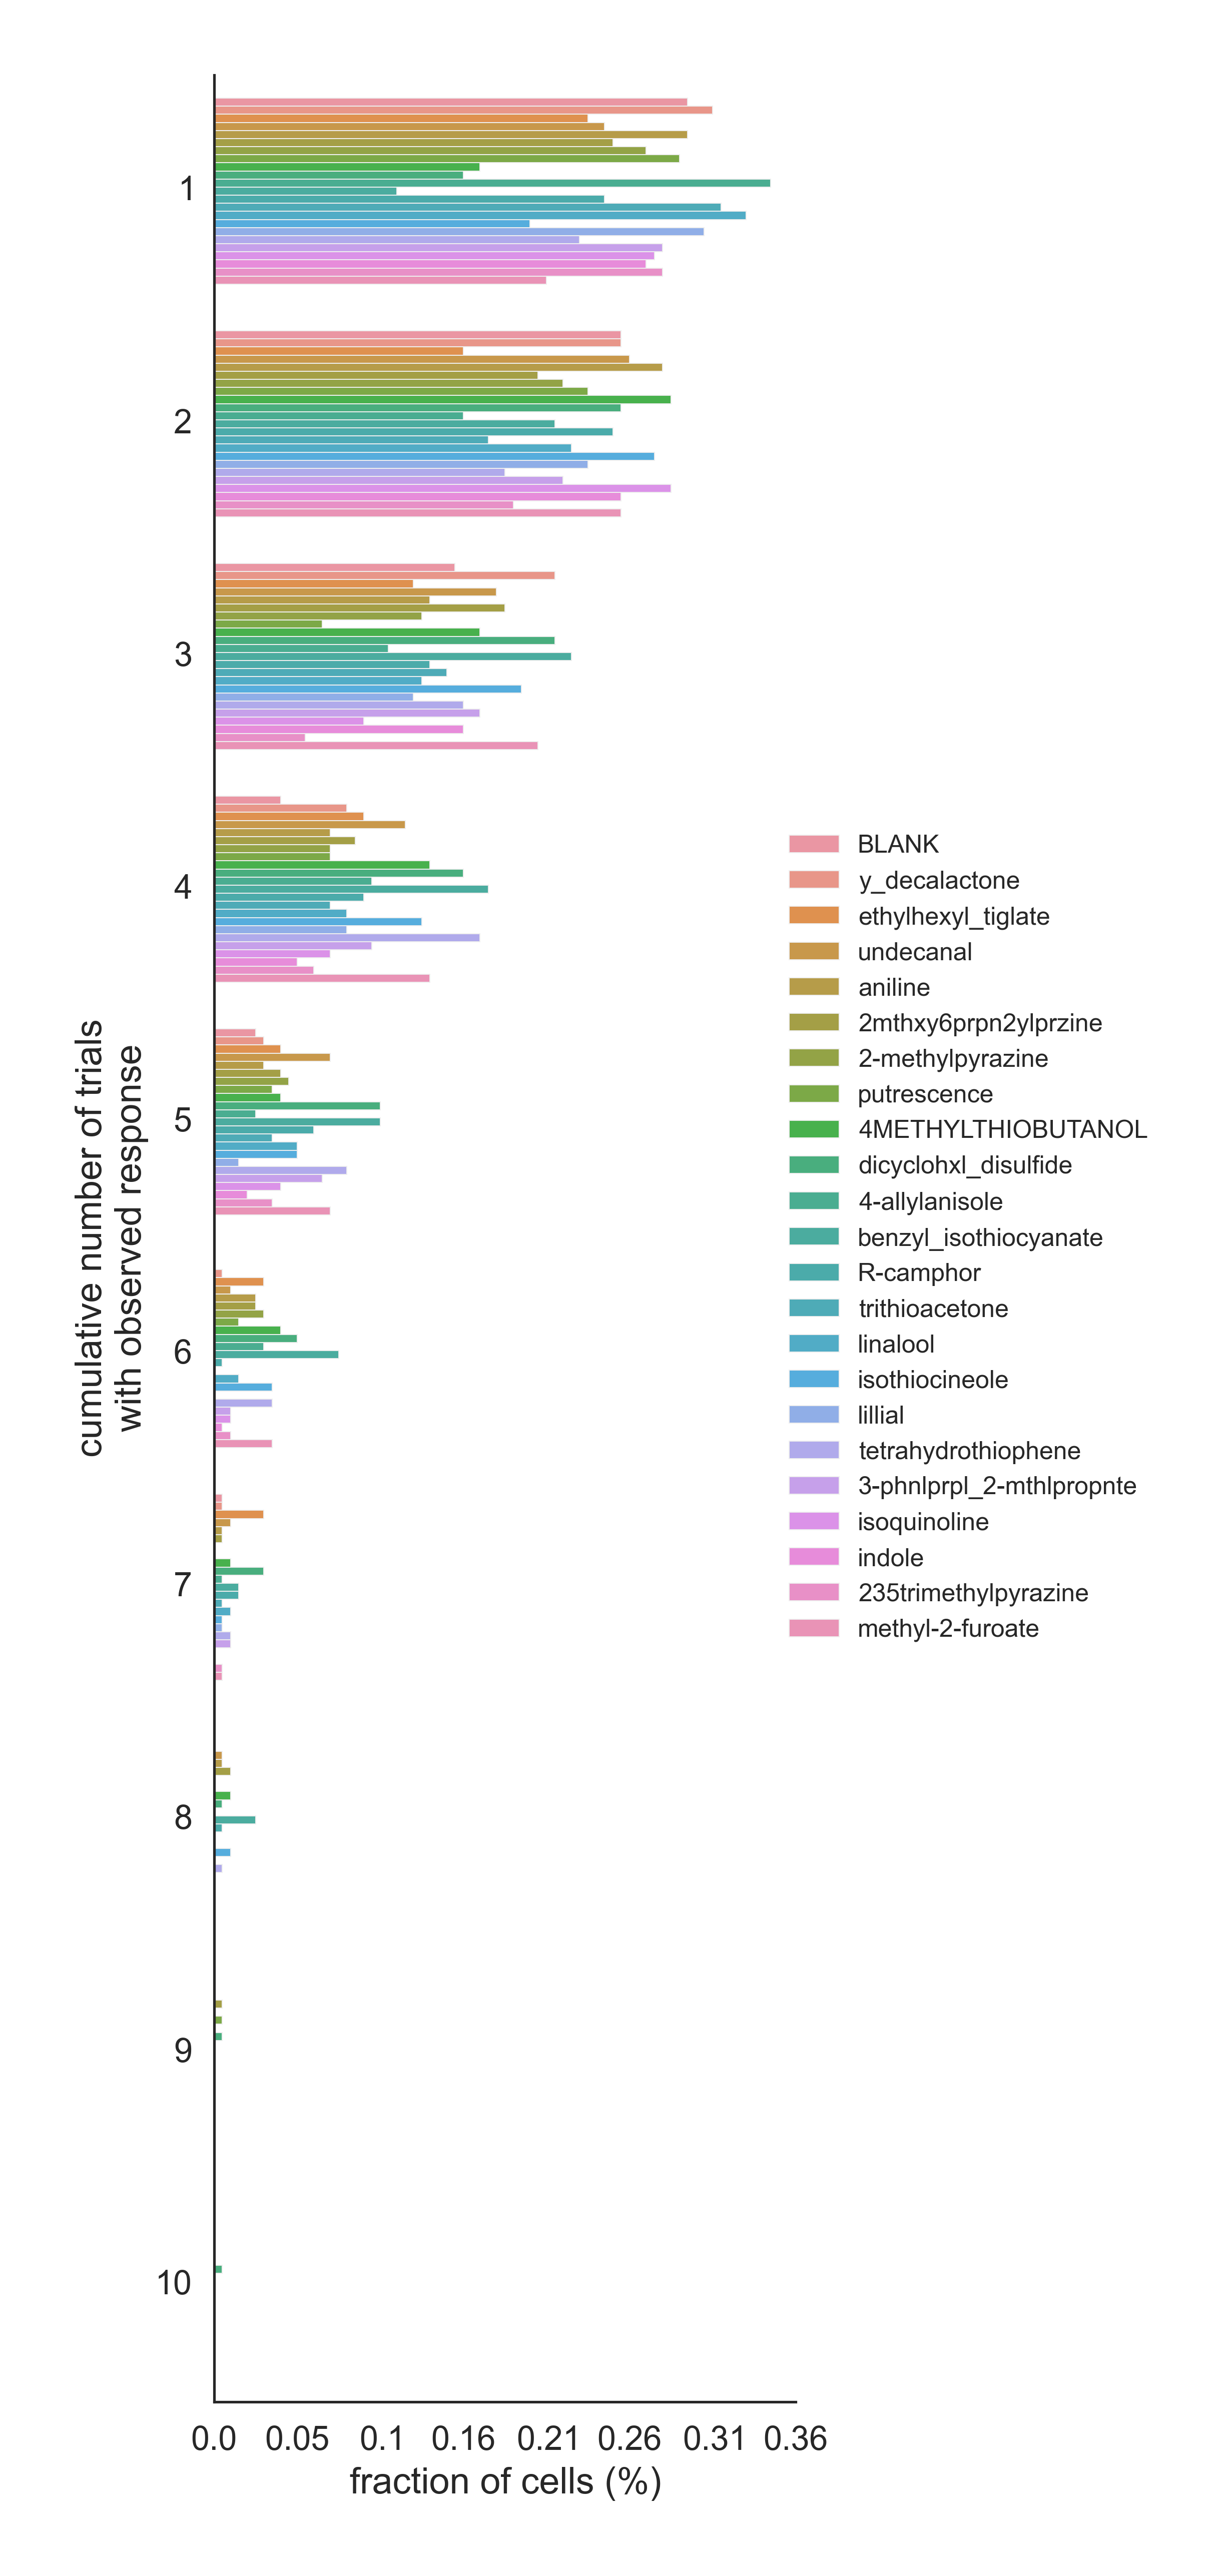 1
2
3
4
5
6
7
8
9
10
cumulative number of trials
with observed response
BLANK
y_decalactone
ethylhexyl_tiglate
undecanal
aniline
2mthxy6prpn2ylprzine
2-methylpyrazine
putrescence
4METHYLTHIOBUTANOL
dicyclohxl_disulfide
4-allylanisole
benzyl_isothiocyanate
R-camphor
trithioacetone
linalool
isothiocineole
lillial
tetrahydrothiophene
3-phnlprpl_2-mthlpropnte
isoquinoline
indole
235trimethylpyrazine
methyl-2-furoate
0.0 0.05 0.1 0.16 0.21 0.26 0.31 0.36
fraction of cells (%)